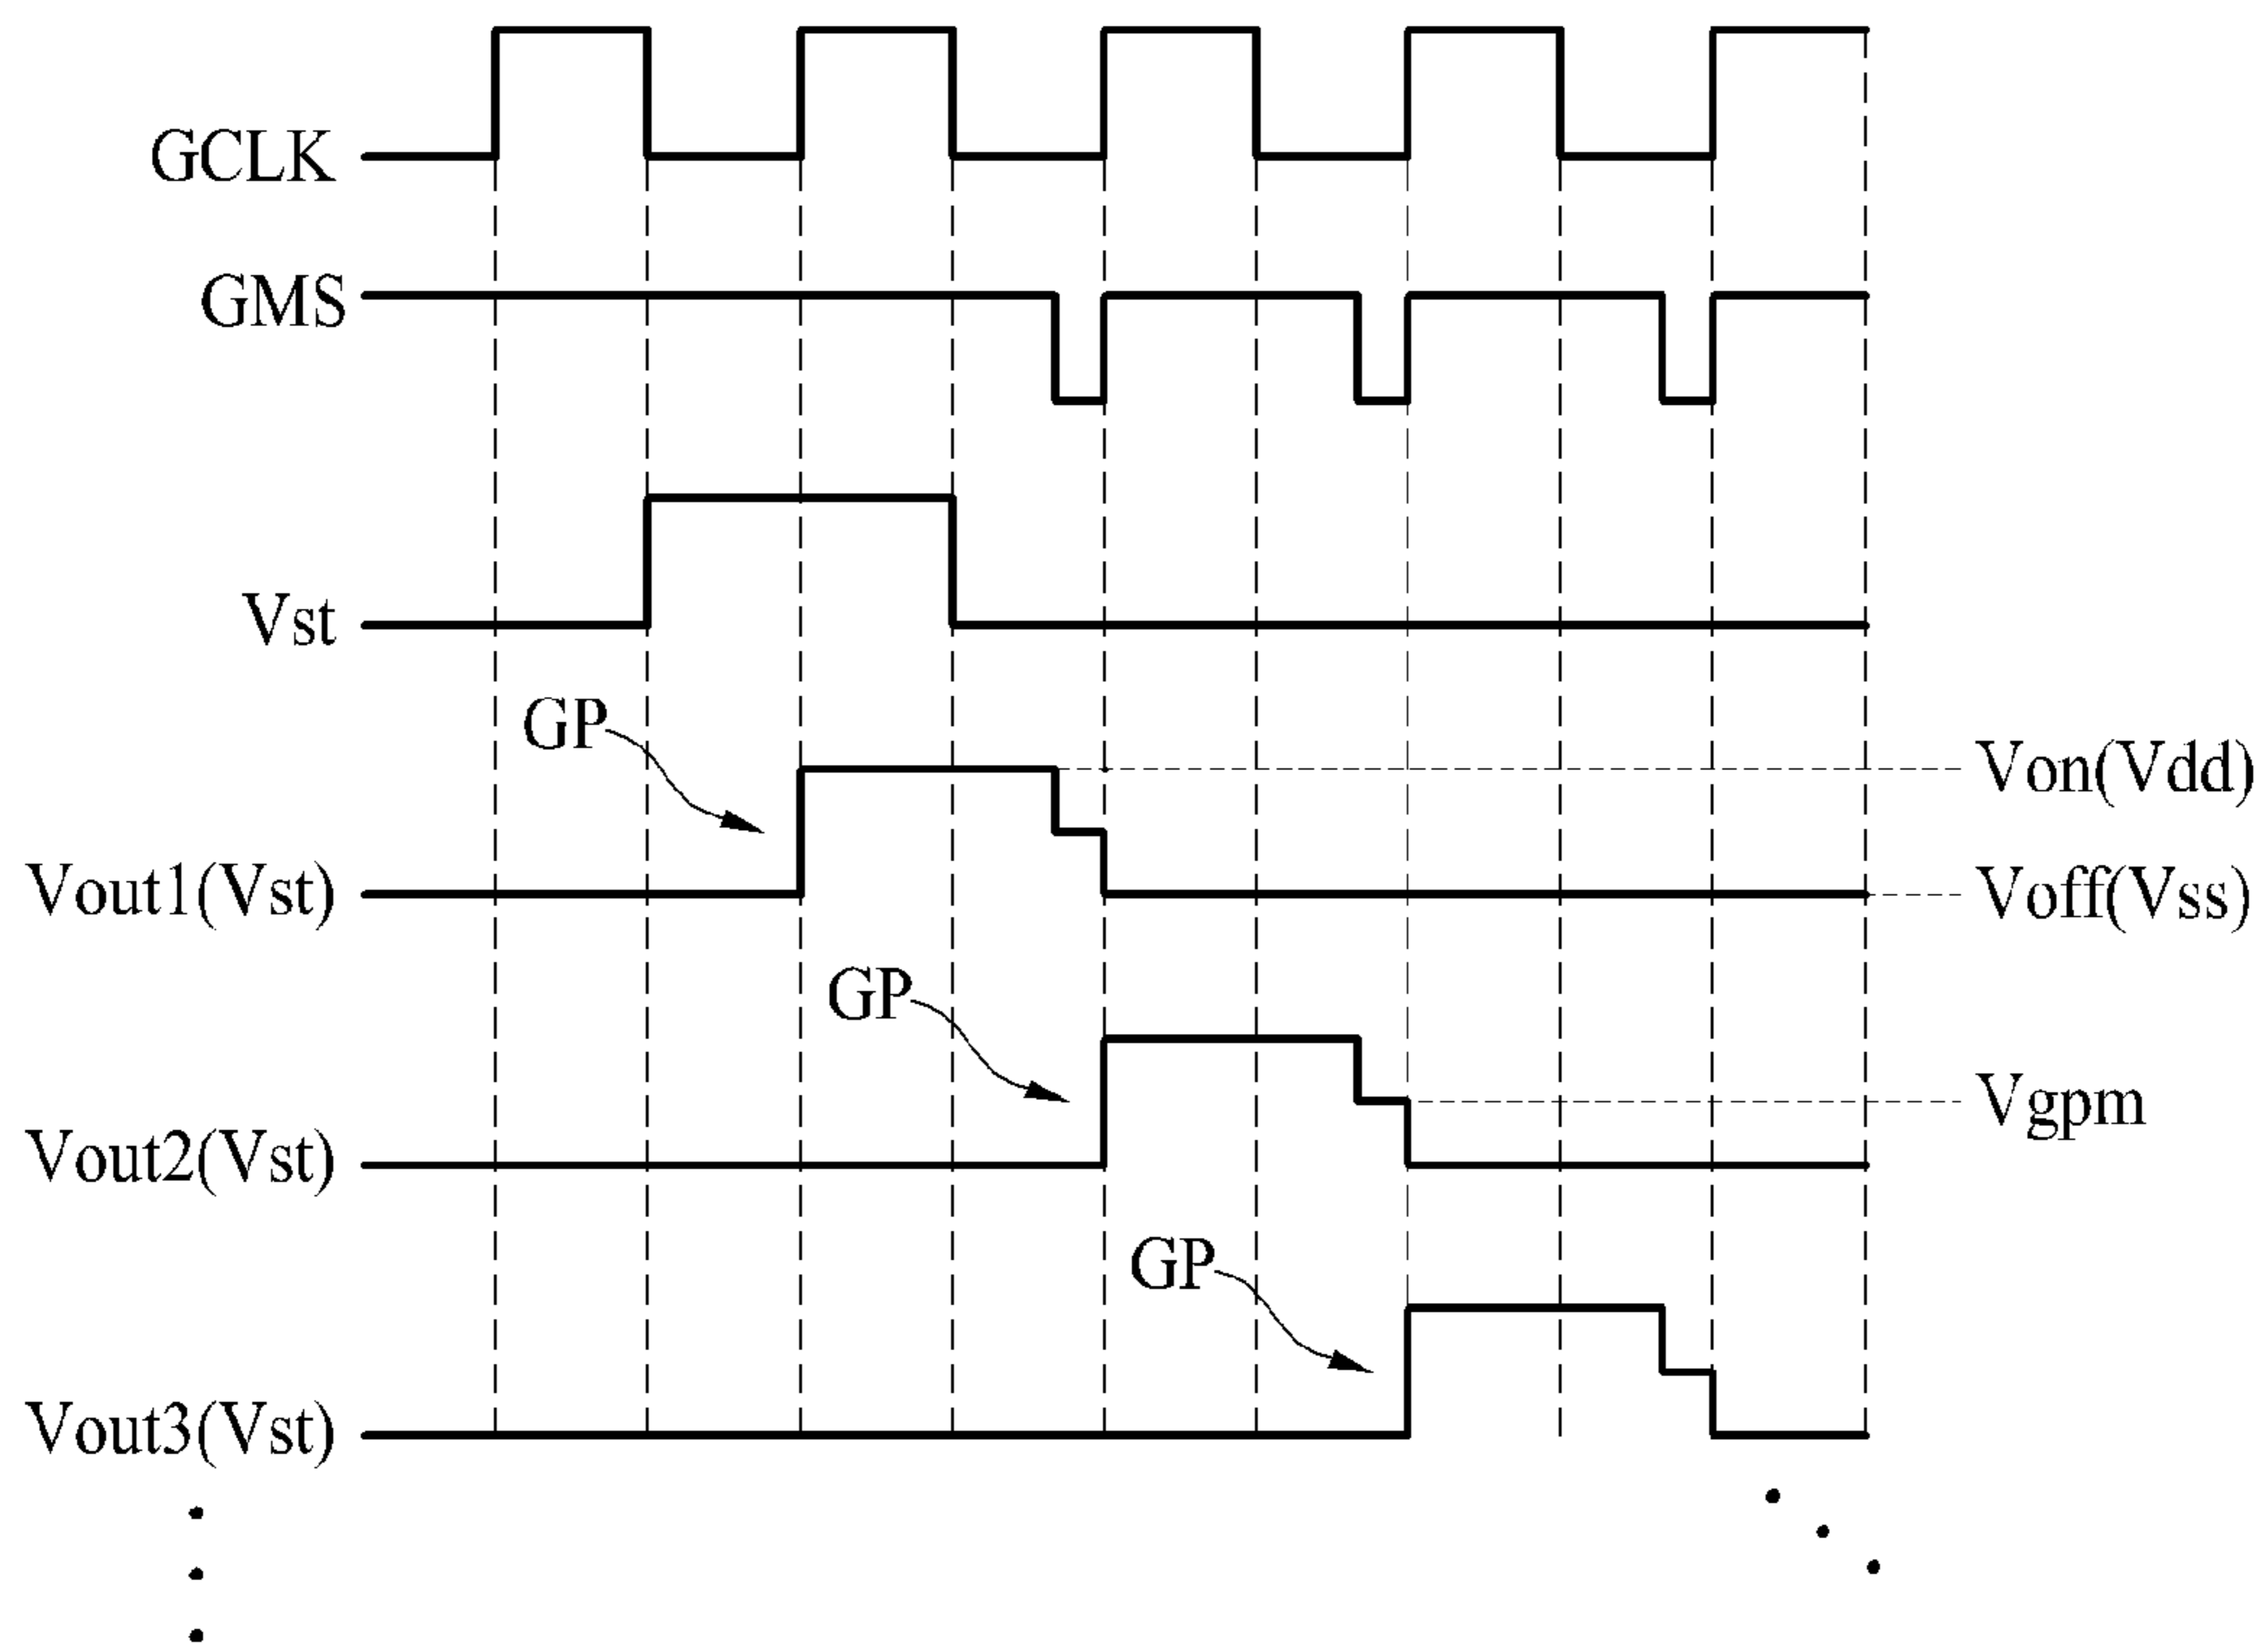 GCLK
GMS
Vst
GP
Von(Vdd)
Vout1(Vst)
Voff(Vss)
GP
Vgpm
Vout2(Vst)
GP
Vout3(Vst)